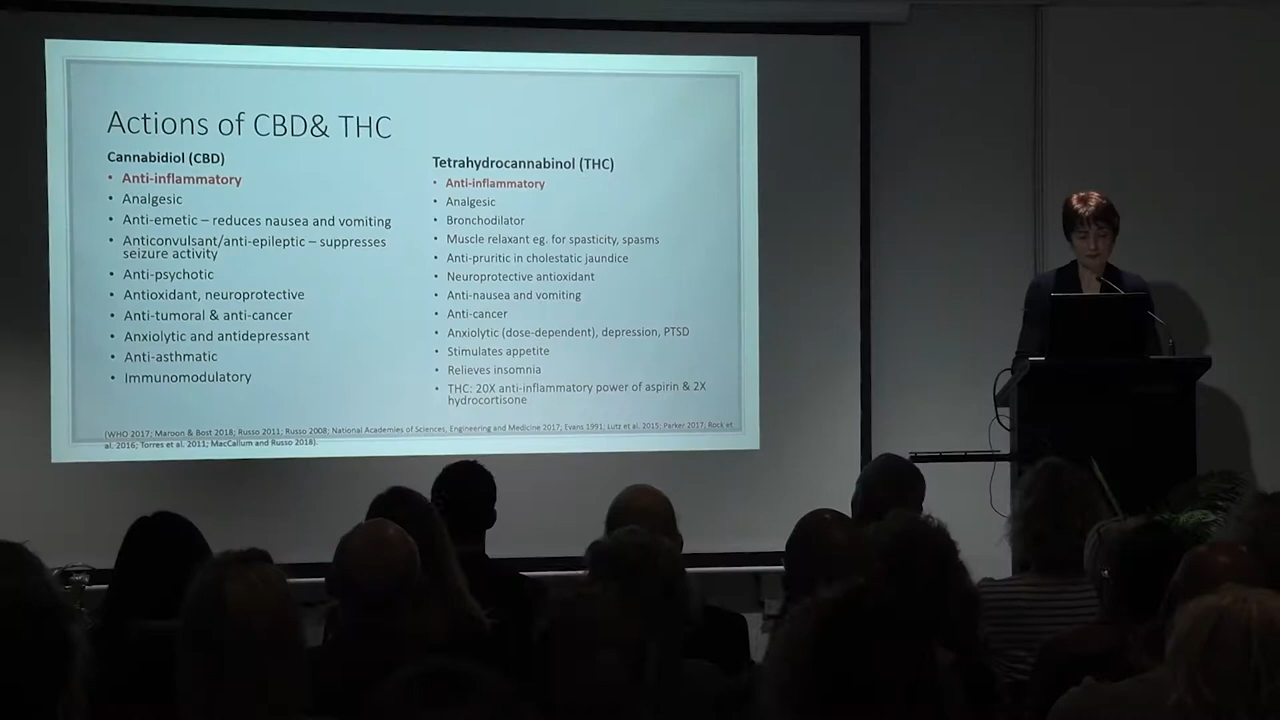 Actions of CBD& THC
Cannabidiol (CBD)
• Anti-inflammatory
• Analgesic
• Anti-emetic – reduces nausea and vomiting
• Anticonvulsant/anti-epileptic – suppresses
seizure activity
• Anti-psychotic
• Antioxidant, neuroprotective
• Anti-tumoral & anti-cancer
• Anxiolytic and antidepressant
• Anti-asthmatic
• Immunomodulatory
Tetrahydrocannabinol (THC)
• Anti-inflammatory
• Analgesic
• Bronchodilator
• Muscle relaxant eg. for spasticity, spasms
• Anti-pruritic in cholestatic jaundice
• Neuroprotective antioxidant
• Anti-nausea and vomiting
• Anti-cancer
• Anxiolytic (dose-dependent), depression, PTSD
• Stimulates appetite
• Relieves insomnia
• THC: 20X anti-inflammatory power of aspirin & 2X
hydrocortisone
(WHO 2017; Maroon & Bost 2018; Russo 2011; Russo 2008; National Academies of Sciences, Engineering and Medicine 2017; Evans 1991; Lutz et al. 2015; Parker 2017; Rock et
al. 2016; Torres et al. 2011; MacCallum and Russo 2018).